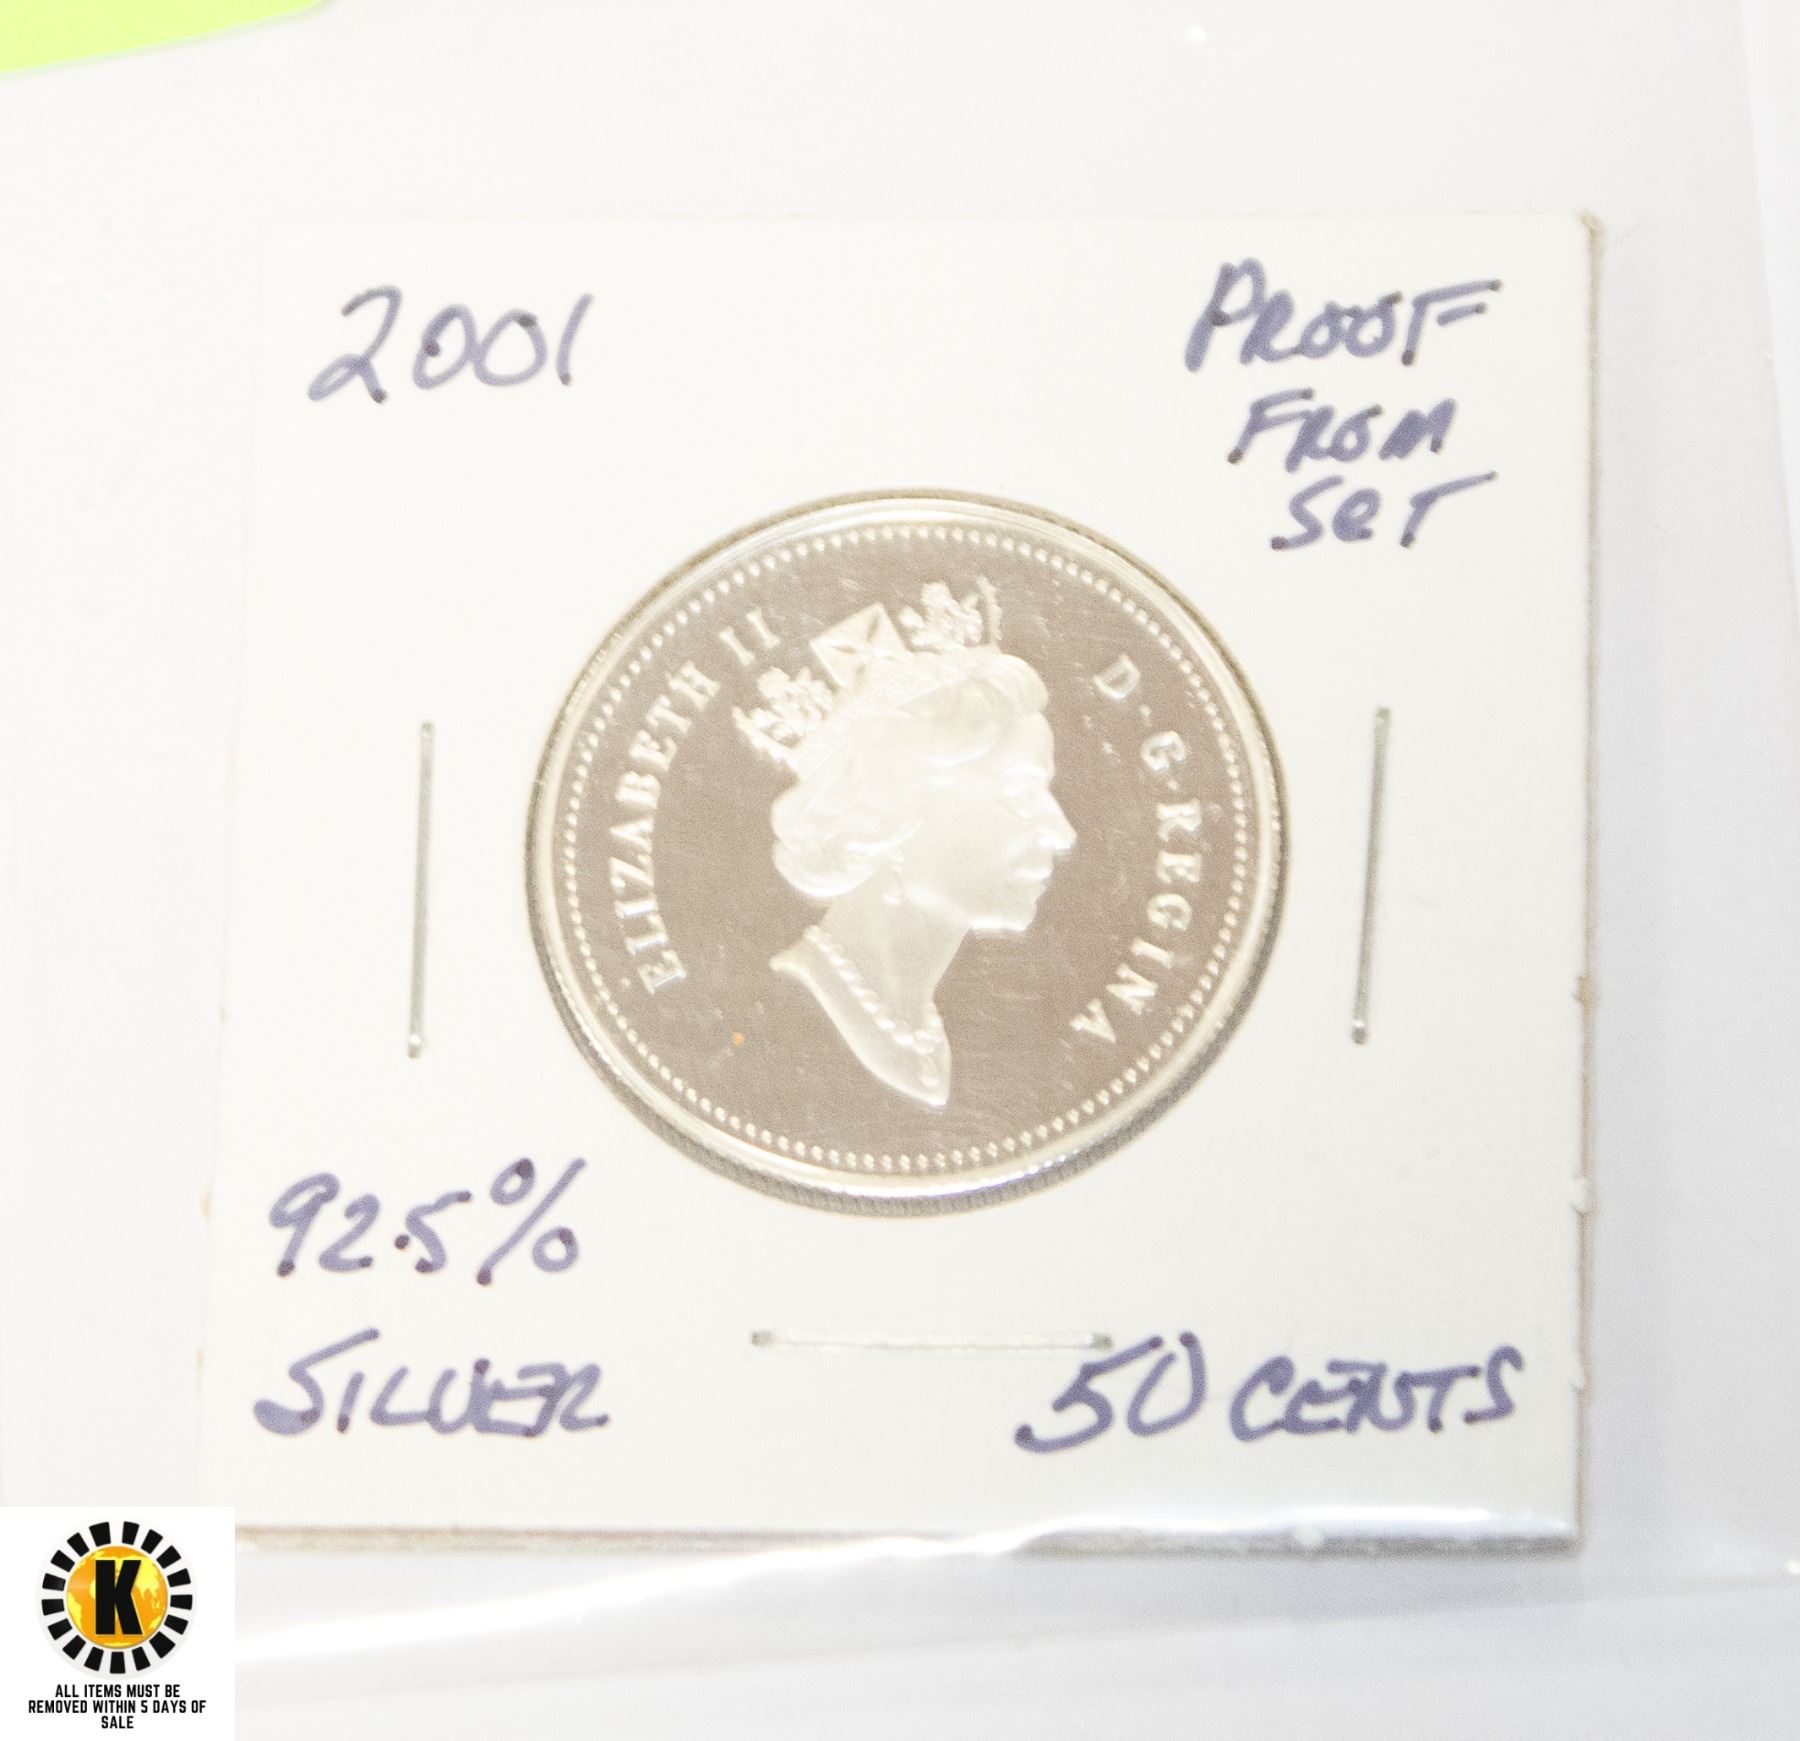 2001
PROOF
FROM
SeT
ELIZABETH II D·G·REGINA
92.5%
SILVER
50 CENTS
K
ALL ITEMS MUST BE
REMOVED WITHIN 5 DAYS OF
SALE